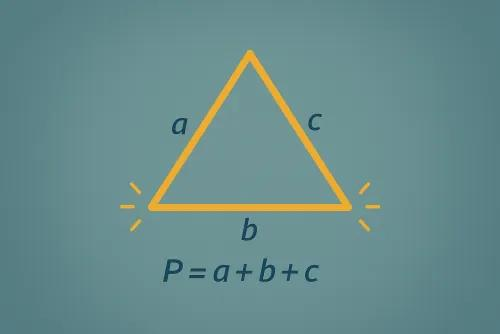 a
c
b
P = a + b + c